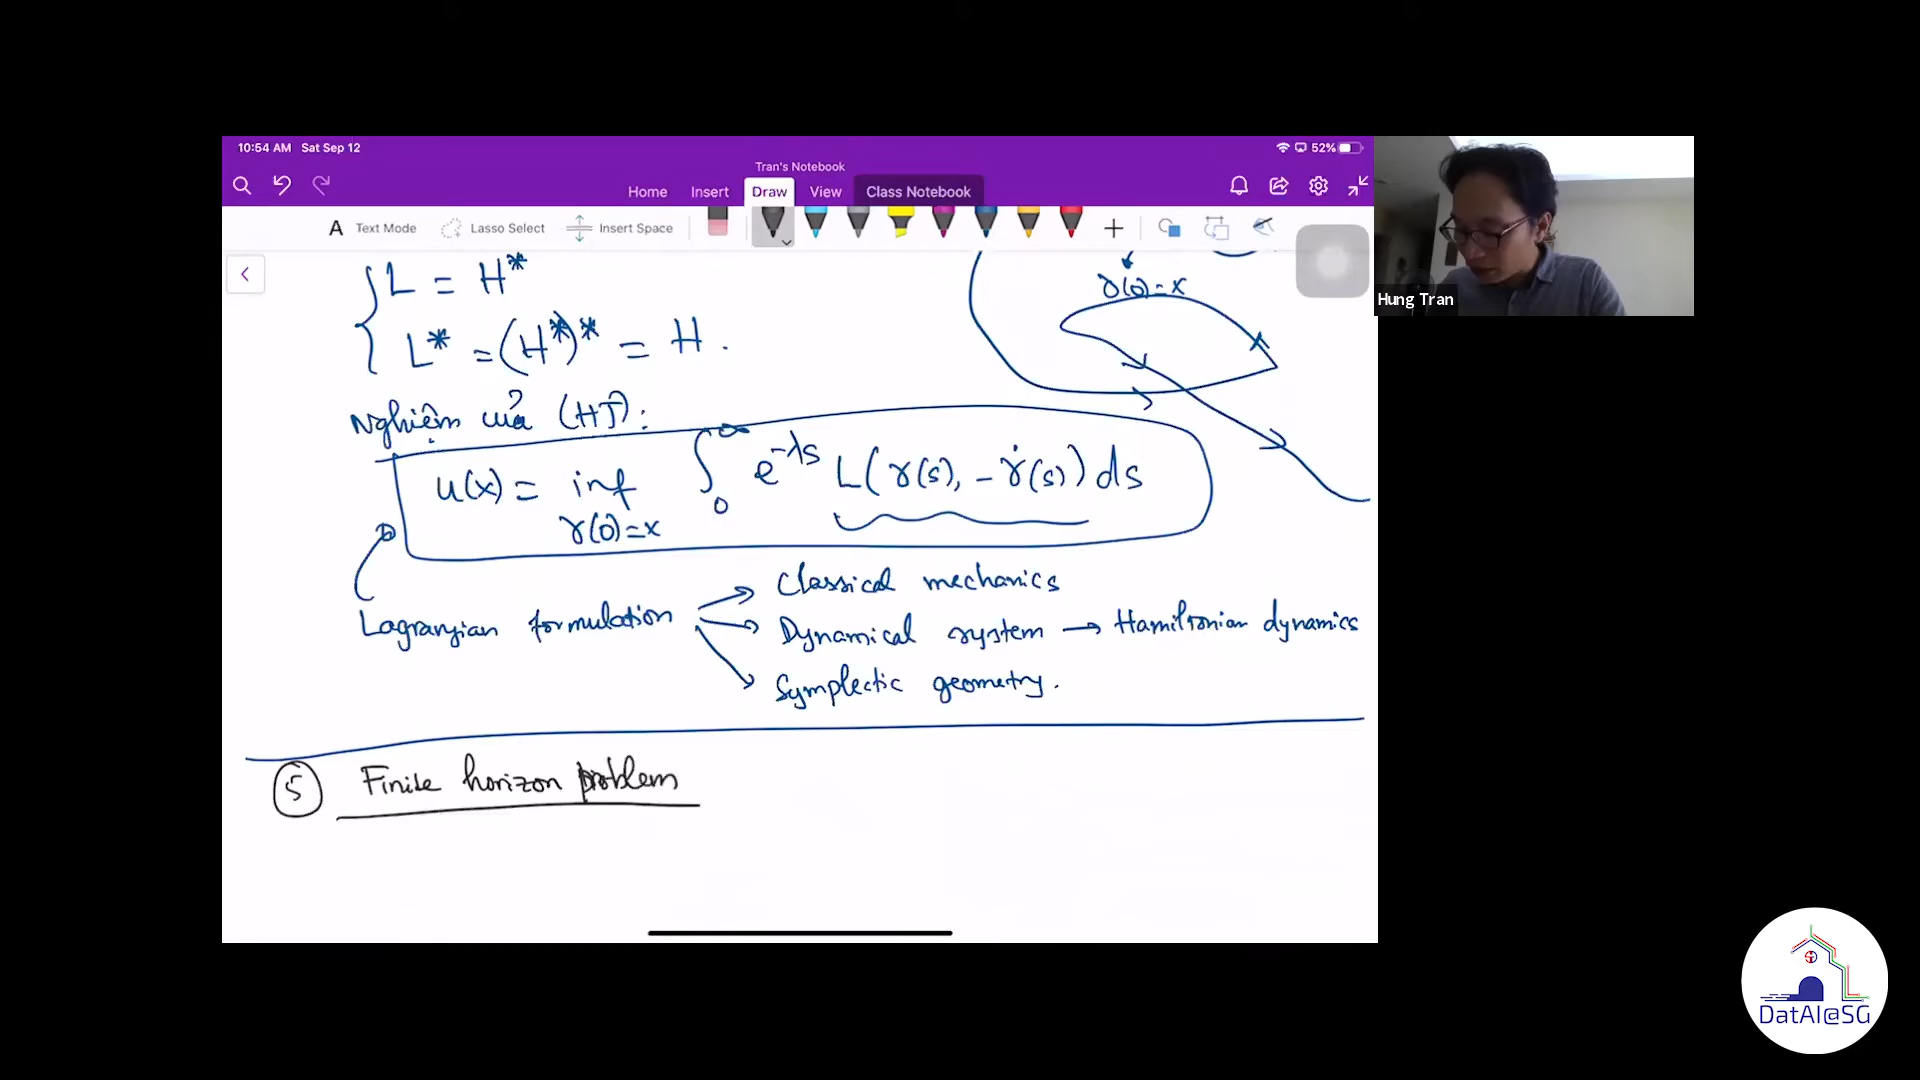 10:54 AM Sat Sep 12
52%
Tran's Notebook
Home Insert Draw View Class Notebook
A Text Mode Lasso Select Insert Space
L = H*
L* = (H*)* = H .
γ(0) = x
Nghiệm của (HJ):
u(x) = inf ∫₀^∞ e^{-λs} L(γ(s), -γ̇(s)) ds
γ(0)=x
Lagrangian formulation
Classical mechanics
Dynamical system → Hamiltonian dynamics
Symplectic geometry.
5 Finite horizon problem
Hung Tran
DatAI@SG